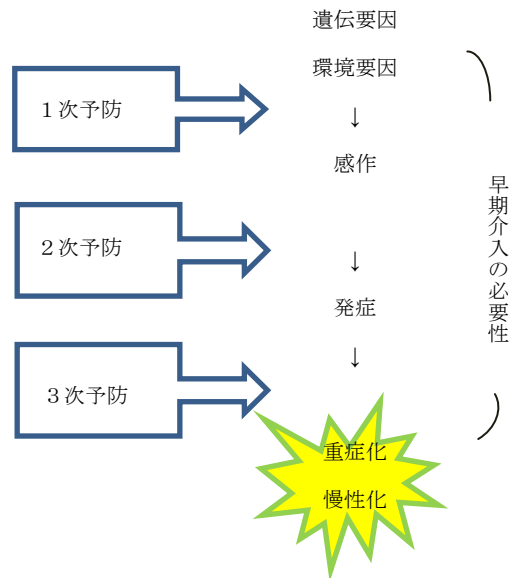 遺伝要因
環境要因
１次予防
↓
感作
２次予防
↓
発症
↓
３次予防
重症化
慢性化
早期介入の必要性